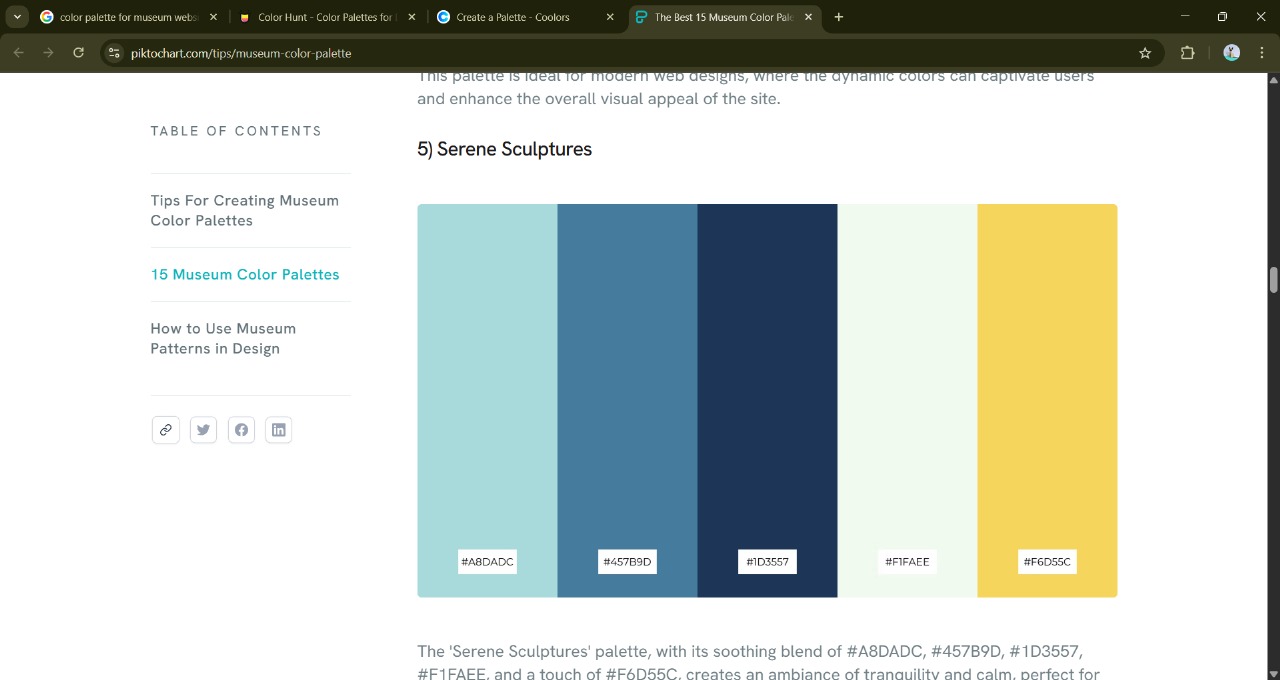 color palette for museum webs
Color Hunt - Color Palettes for
Create a Palette - Coolors
The Best 15 Museum Color Pal
piktochart.com/tips/museum-color-palette
This palette is ideal for modern web designs, where the dynamic colors can captivate users
and enhance the overall visual appeal of the site.
TABLE OF CONTENTS
Tips For Creating Museum
Color Palettes
15 Museum Color Palettes
How to Use Museum
Patterns in Design
5) Serene Sculptures
#A8DADC
#457B9D
#1D3557
#F1FAEE
#F6D55C
The 'Serene Sculptures' palette, with its soothing blend of #A8DADC, #457B9D, #1D3557,
#F1FAEE, and a touch of #F6D55C, creates an ambiance of tranquility and calm, perfect for